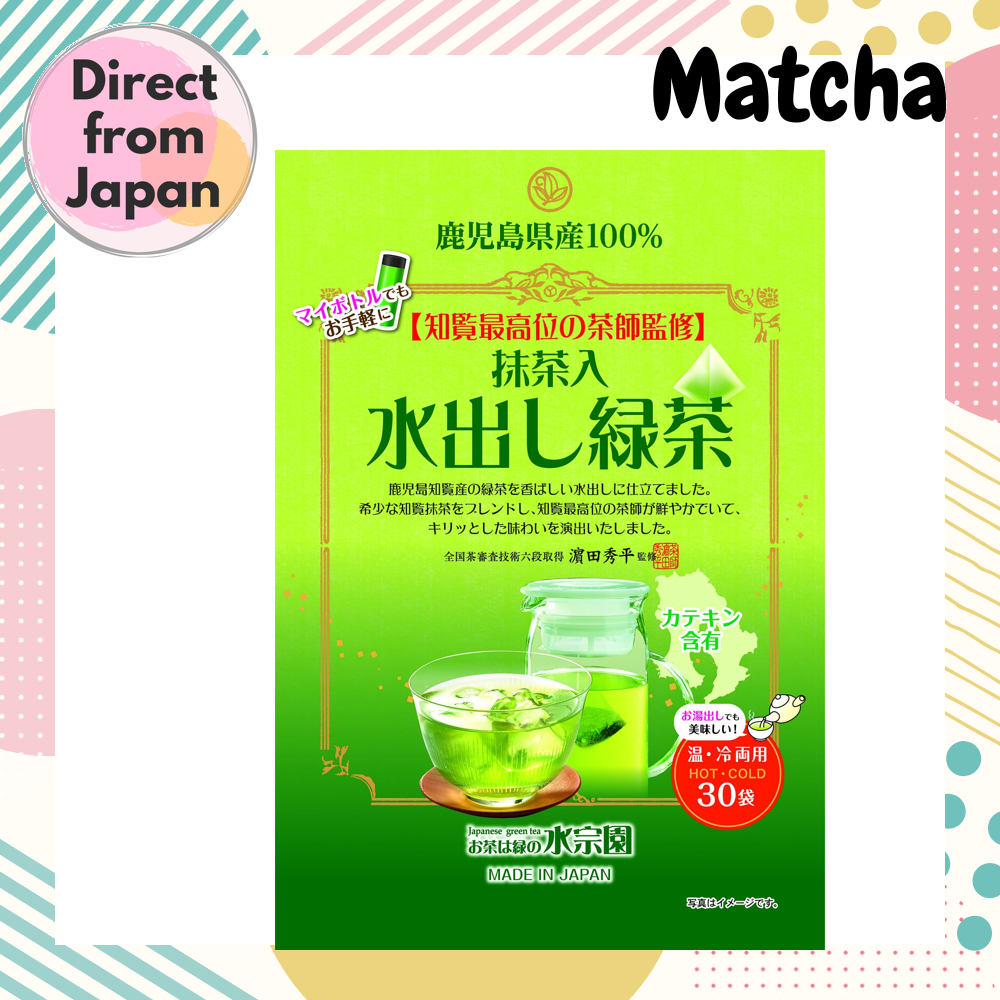 Direct
from
Japan
Matcha
鹿児島県産100%
マイボトルでも
お手軽に
【知覧最高位の茶師監修】
抹茶入
水出し緑茶
鹿児島知覧産の緑茶を香ばしい水出しに仕立てました。
希少な知覧抹茶をブレンドし、知覧最高位の茶師が鮮やかでいて、
キリッとした味わいを演出いたしました。
全国茶審査技術六段取得 濵田秀平 監修
カテキン
含有
お湯出しでも
美味しい!
温・冷両用
HOT・COLD
30袋
Japanese green tea
お茶は緑の水宗園
MADE IN JAPAN
写真はイメージです。